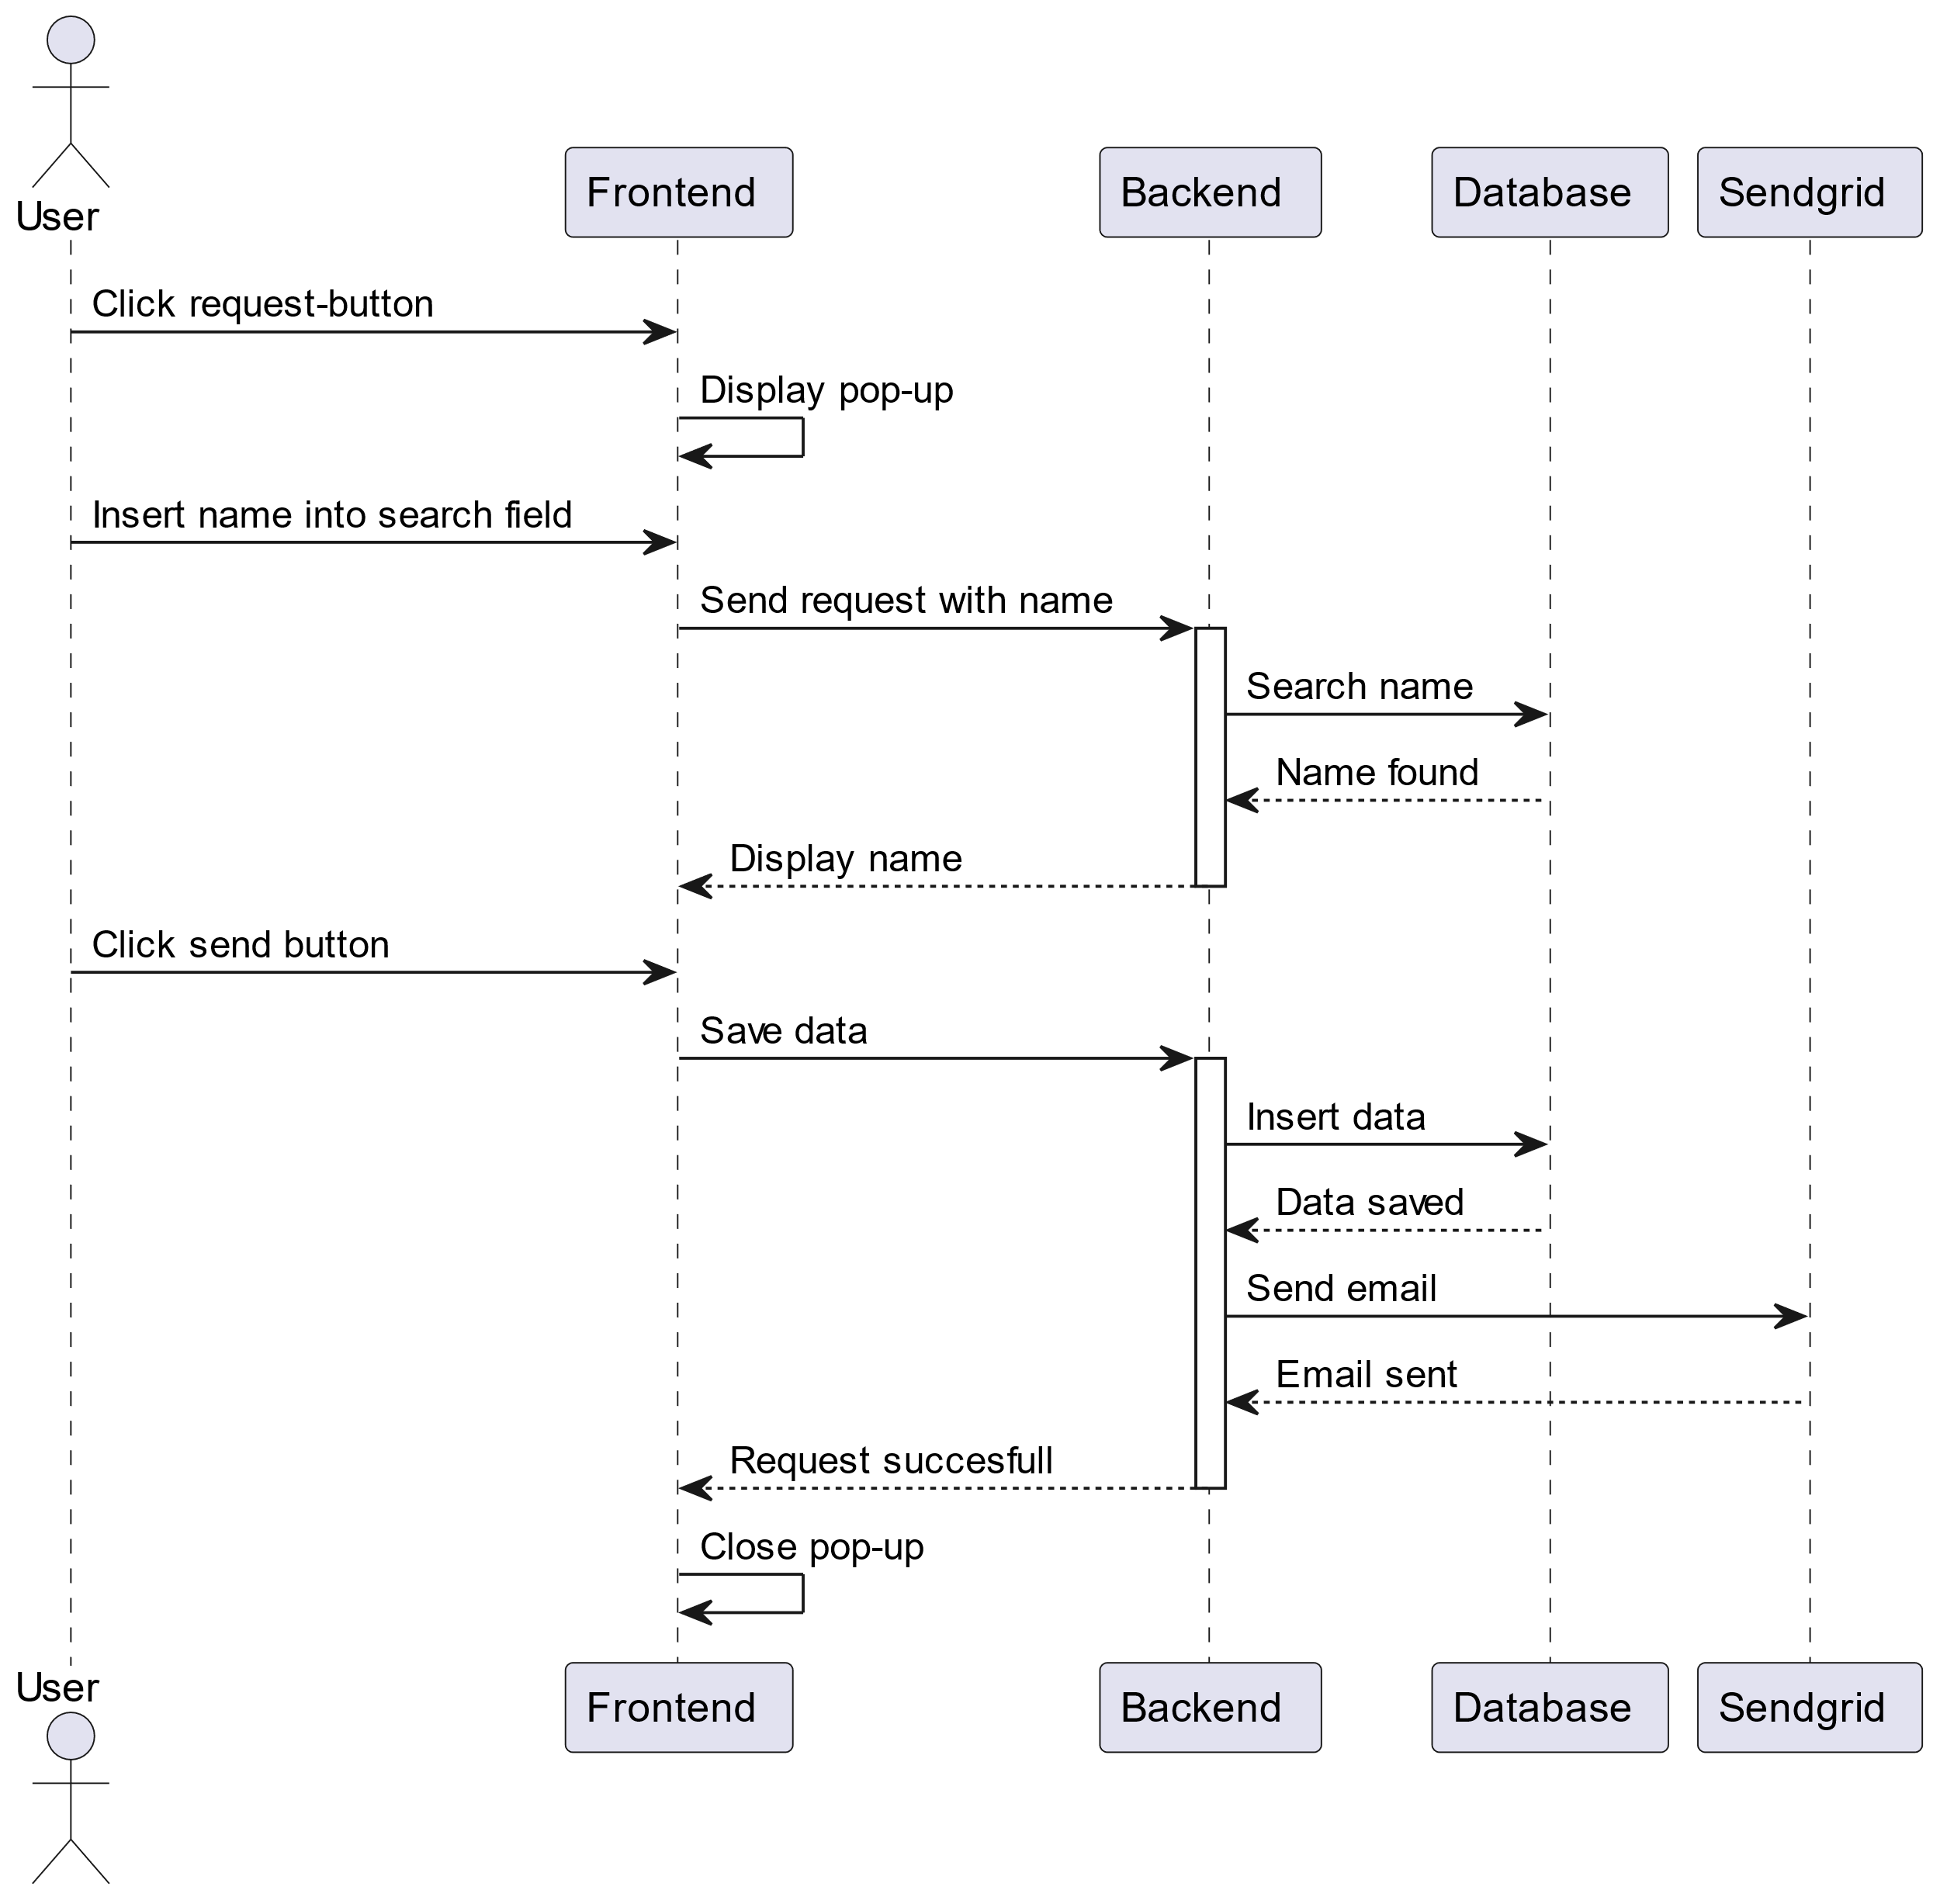 User
Frontend
Backend
Database
Sendgrid
Click request-button
Display pop-up
Insert name into search field
Send request with name
Search name
Name found
Display name
Click send button
Save data
Insert data
Data saved
Send email
Email sent
Request succesfull
Close pop-up
User
Frontend
Backend
Database
Sendgrid